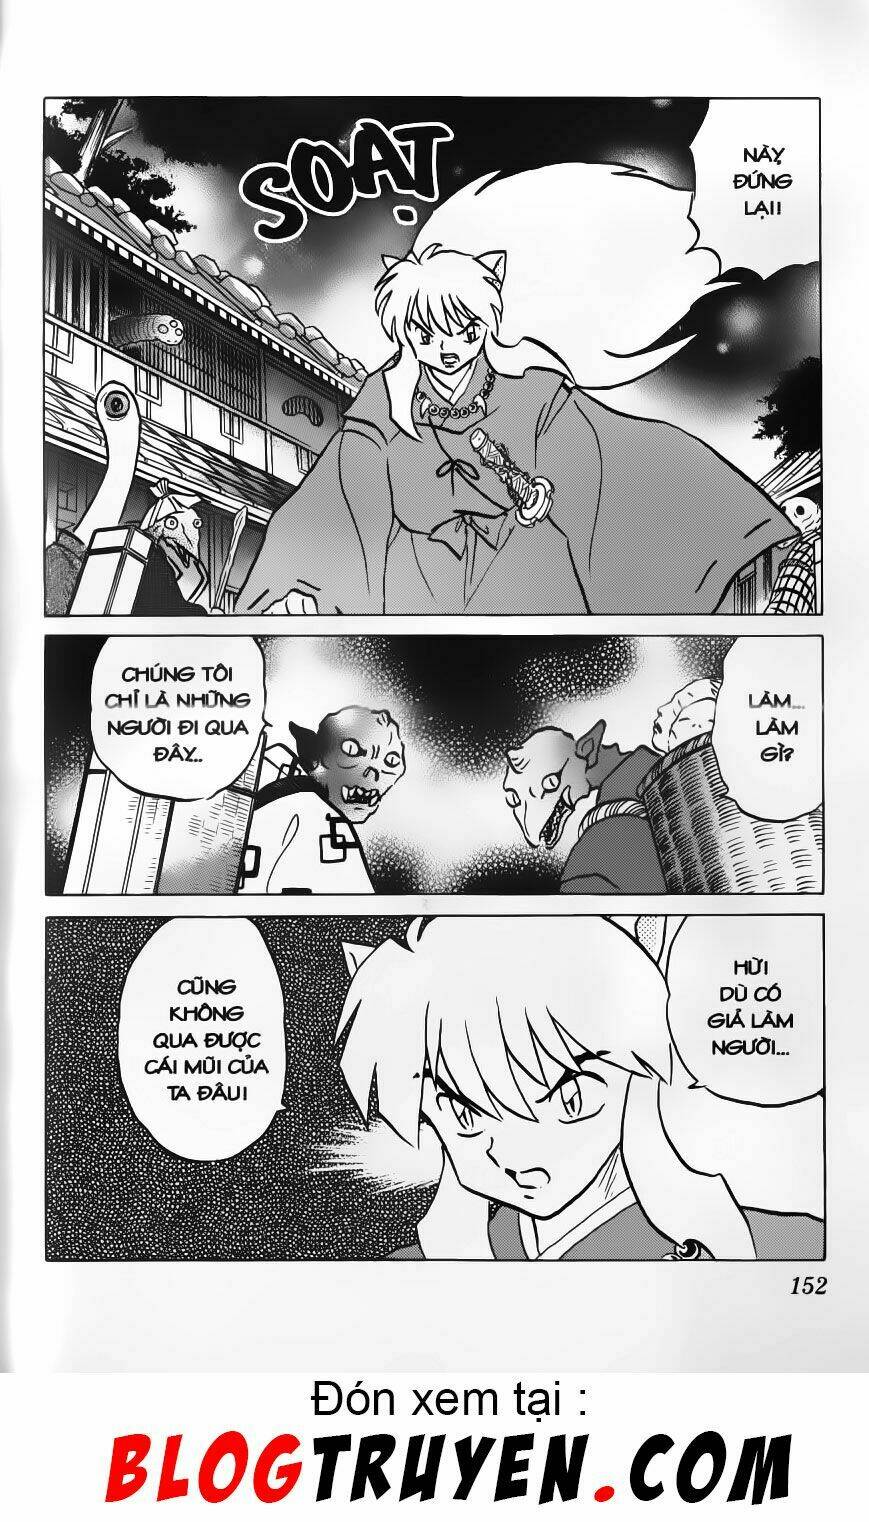 NÀY,
ĐỨNG
LẠI!
SOẠT
LÀM...
LÀM
GÌ?
CHÚNG TÔI
CHỈ LÀ NHỮNG
NGƯỜI ĐI QUA
ĐÂY...
HỪ!
DÙ CÓ
GIẢ LÀM
NGƯỜI...
CŨNG
KHÔNG
QUA ĐƯỢC
CÁI MŨI CỦA
TA ĐÂU!
152
Đón xem tại :
BLOGTRUYEN.COM